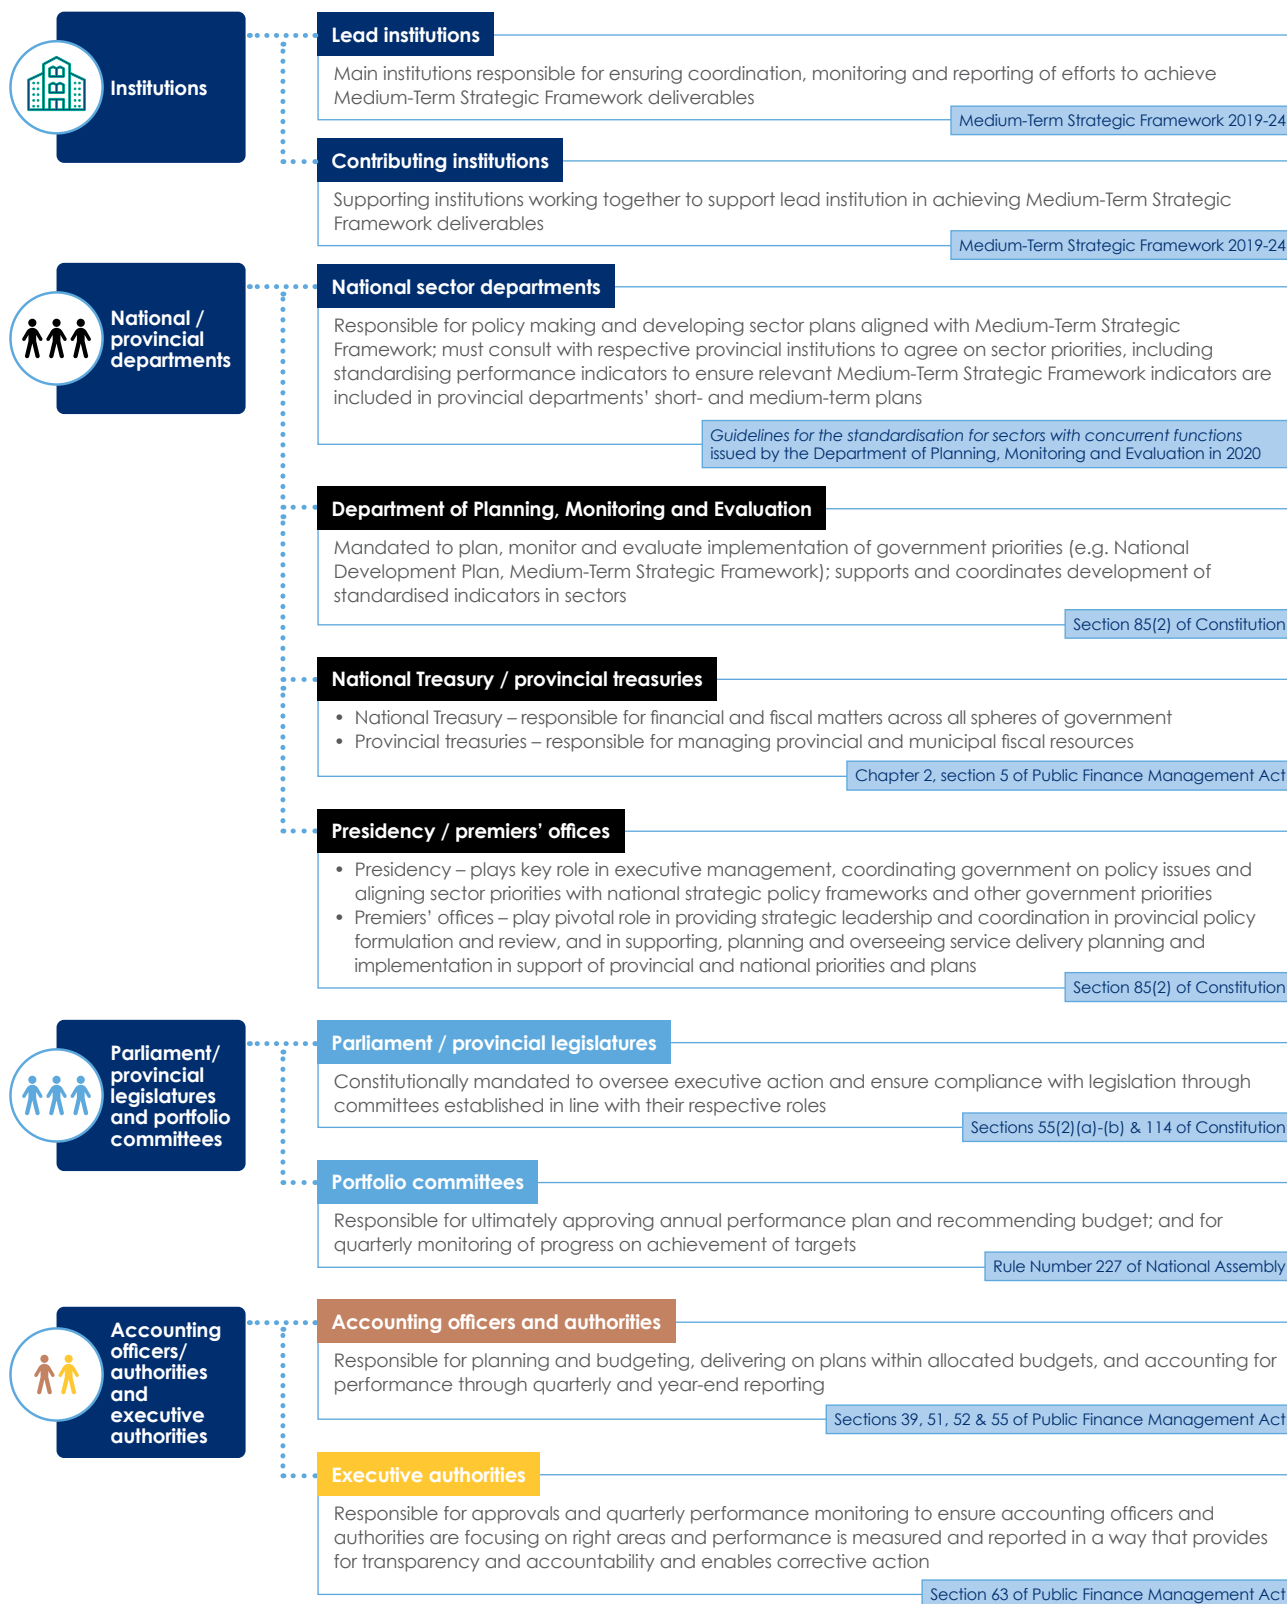 Institutions
Lead institutions
Main institutions responsible for ensuring coordination, monitoring and reporting of efforts to achieve
Medium-Term Strategic Framework deliverables
Medium-Term Strategic Framework 2019-24
Contributing institutions
Supporting institutions working together to support lead institution in achieving Medium-Term Strategic
Framework deliverables
Medium-Term Strategic Framework 2019-24
National /
provincial
departments
National sector departments
Responsible for policy making and developing sector plans aligned with Medium-Term Strategic
Framework; must consult with respective provincial institutions to agree on sector priorities, including
standardising performance indicators to ensure relevant Medium-Term Strategic Framework indicators are
included in provincial departments’ short- and medium-term plans
Guidelines for the standardisation for sectors with concurrent functions
issued by the Department of Planning, Monitoring and Evaluation in 2020
Department of Planning, Monitoring and Evaluation
Mandated to plan, monitor and evaluate implementation of government priorities (e.g. National
Development Plan, Medium-Term Strategic Framework); supports and coordinates development of
standardised indicators in sectors
Section 85(2) of Constitution
National Treasury / provincial treasuries
• National Treasury – responsible for financial and fiscal matters across all spheres of government
• Provincial treasuries – responsible for managing provincial and municipal fiscal resources
Chapter 2, section 5 of Public Finance Management Act
Presidency / premiers’ offices
• Presidency – plays key role in executive management, coordinating government on policy issues and
aligning sector priorities with national strategic policy frameworks and other government priorities
• Premiers’ offices – play pivotal role in providing strategic leadership and coordination in provincial policy
formulation and review, and in supporting, planning and overseeing service delivery planning and
implementation in support of provincial and national priorities and plans
Section 85(2) of Constitution
Parliament/
provincial
legislatures
and portfolio
committees
Parliament / provincial legislatures
Constitutionally mandated to oversee executive action and ensure compliance with legislation through
committees established in line with their respective roles
Sections 55(2)(a)-(b) & 114 of Constitution
Portfolio committees
Responsible for ultimately approving annual performance plan and recommending budget; and for
quarterly monitoring of progress on achievement of targets
Rule Number 227 of National Assembly
Accounting
officers/
authorities
and
executive
authorities
Accounting officers and authorities
Responsible for planning and budgeting, delivering on plans within allocated budgets, and accounting for
performance through quarterly and year-end reporting
Sections 39, 51, 52 & 55 of Public Finance Management Act
Executive authorities
Responsible for approvals and quarterly performance monitoring to ensure accounting officers and
authorities are focusing on right areas and performance is measured and reported in a way that provides
for transparency and accountability and enables corrective action
Section 63 of Public Finance Management Act